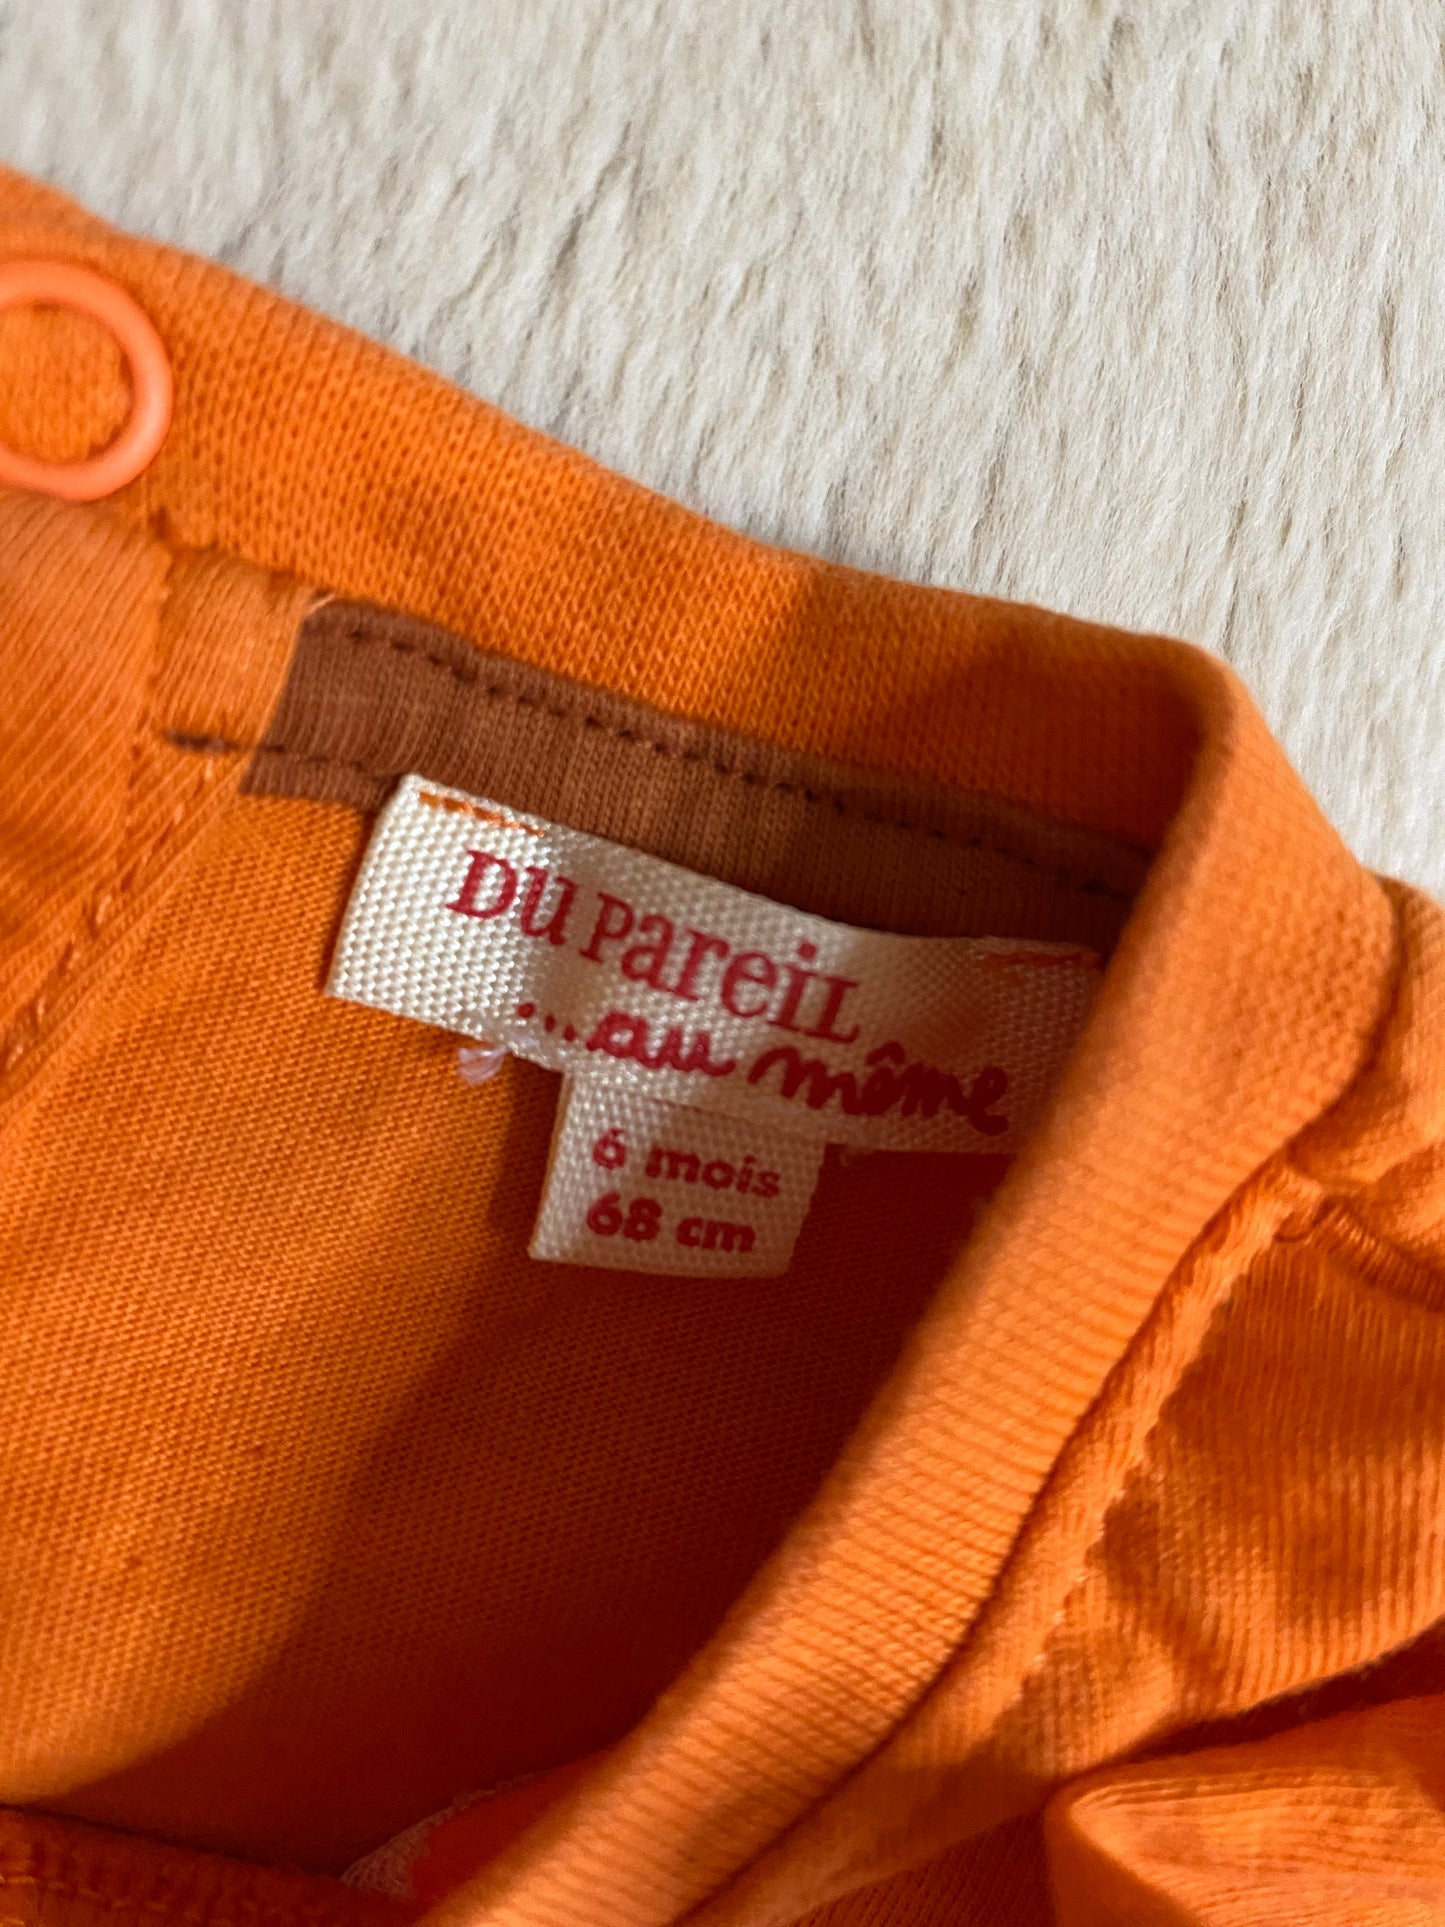 DU PAREIL
...au même
6 mois
68 cm